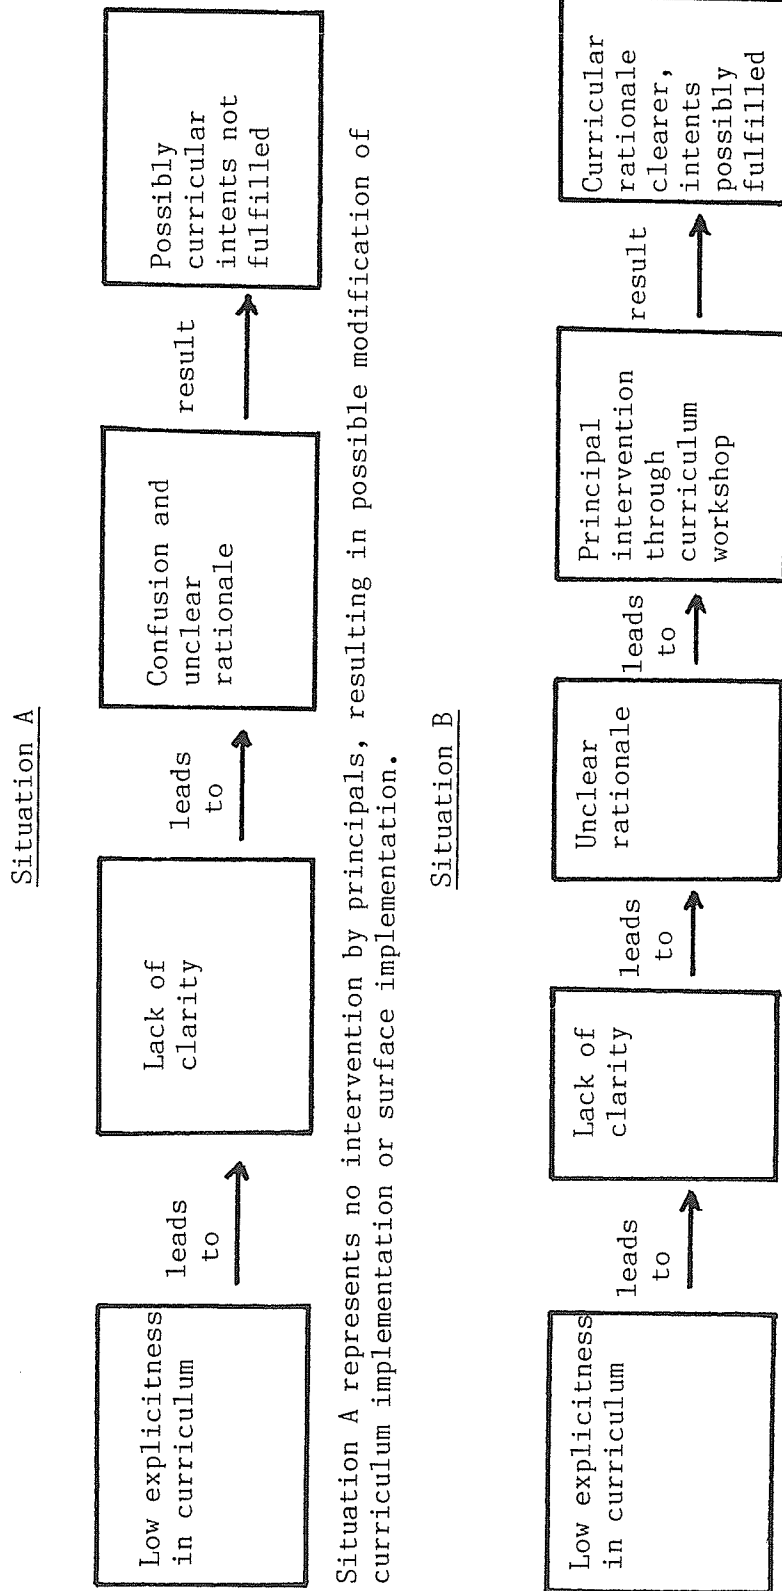 Situation A
Low explicitness
in curriculum
leads
to
Lack of
clarity
leads
to
Confusion and
unclear
rationale
result
Possibly
curricular
intents not
fulfilled
Situation A represents no intervention by principals, resulting in possible modification of
curriculum implementation or surface implementation.
Situation B
Low explicitness
in curriculum
leads
to
Lack of
clarity
leads
to
Unclear
rationale
leads
to
Principal
intervention
through
curriculum
workshop
result
Curricular
rationale
clearer,
intents
possibly
fulfilled